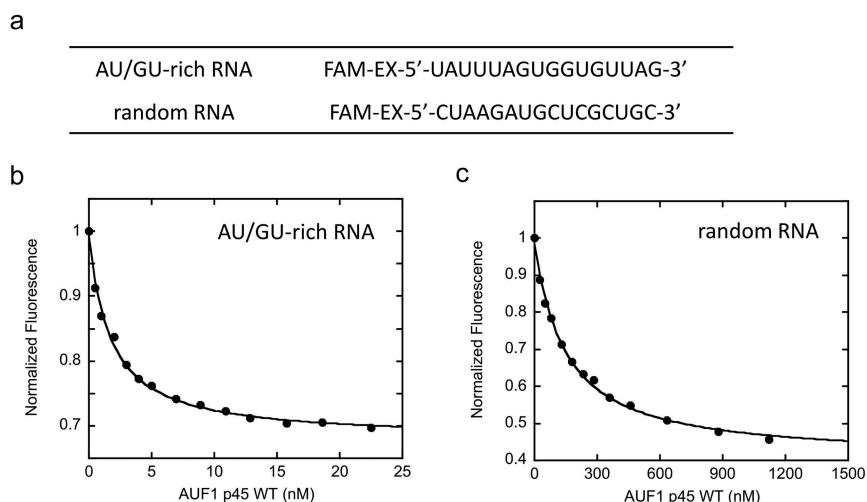 a
AU/GU-rich RNA FAM-EX-5’-UAUUUAGUGGUGUUAG-3’
random RNA FAM-EX-5’-CUAAGAUGCUCGCUGC-3’
b
AU/GU-rich RNA
Normalized Fluorescence
1
0.9
0.8
0.7
0 5 10 15 20 25
AUF1 p45 WT (nM)
c
random RNA
Normalized Fluorescence
1
0.9
0.8
0.7
0.6
0.5
0.4
0 300 600 900 1200 1500
AUF1 p45 WT (nM)